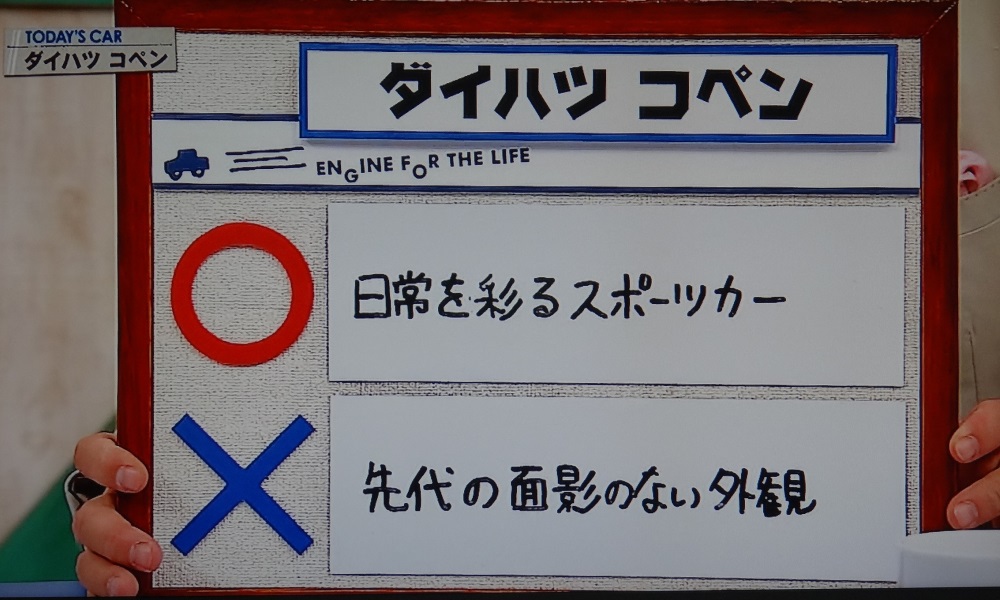 TODAY'S CAR
ダイハツ コペン
ダイハツ コペン
ENGINE FOR THE LIFE
日常を彩るスポーツカー
先代の面影のない外観